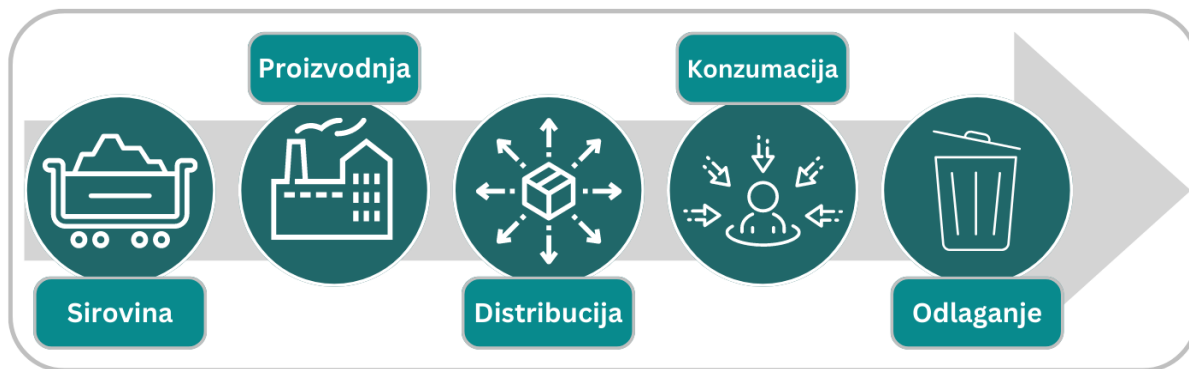 Sirovina
Proizvodnja
Distribucija
Konzumacija
Odlaganje